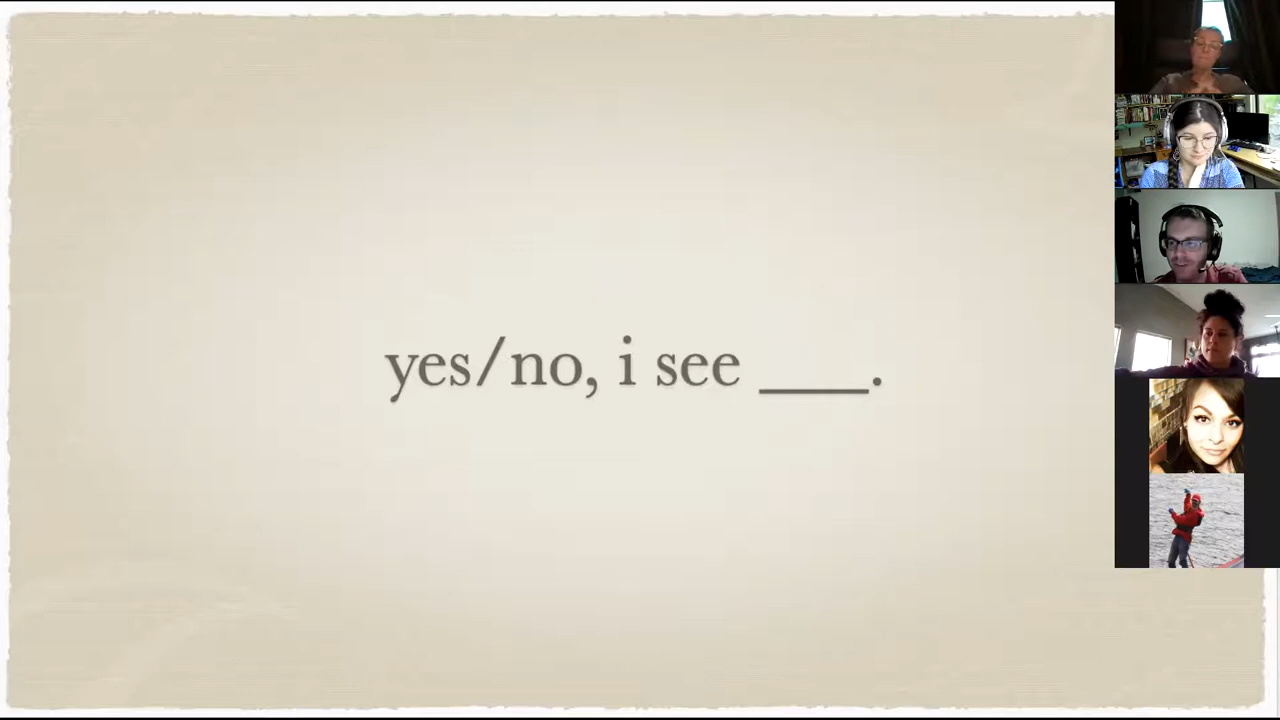 yes/no, i see ____.